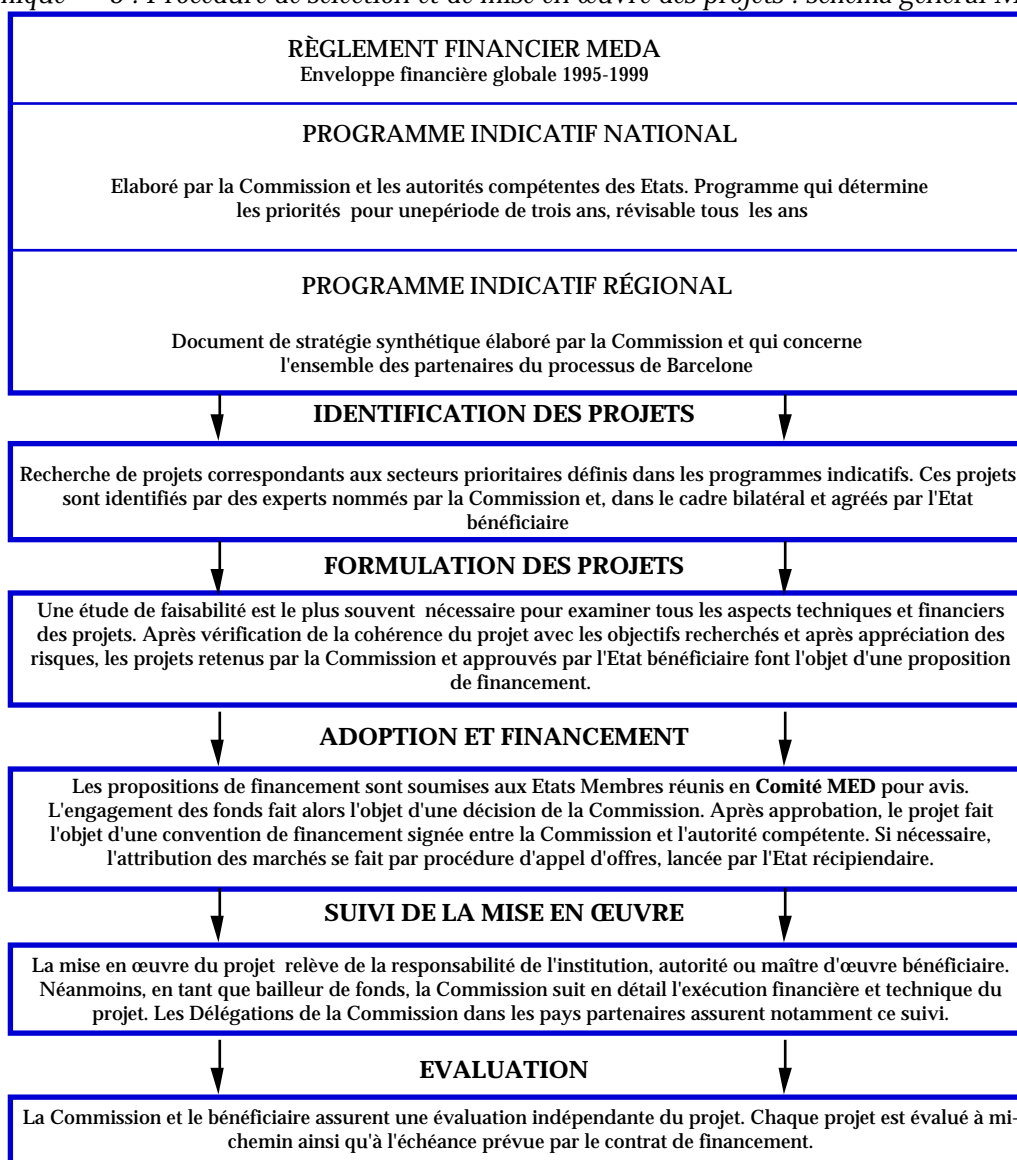 3 : Procédure de sélection et de mise en œuvre des projets : schéma général
RÈGLEMENT FINANCIER MEDA
Enveloppe financière globale 1995-1999
PROGRAMME INDICATIF NATIONAL
Elaboré par la Commission et les autorités compétentes des Etats. Programme qui détermine
les priorités pour unepériode de trois ans, révisable tous les ans
PROGRAMME INDICATIF RÉGIONAL
Document de stratégie synthétique élaboré par la Commission et qui concerne
l'ensemble des partenaires du processus de Barcelone
IDENTIFICATION DES PROJETS
Recherche de projets correspondants aux secteurs prioritaires définis dans les programmes indicatifs. Ces projets
sont identifiés par des experts nommés par la Commission et, dans le cadre bilatéral et agréés par l'Etat
bénéficiaire
FORMULATION DES PROJETS
Une étude de faisabilité est le plus souvent nécessaire pour examiner tous les aspects techniques et financiers
des projets. Après vérification de la cohérence du projet avec les objectifs recherchés et après appréciation des
risques, les projets retenus par la Commission et approuvés par l'Etat bénéficiaire font l'objet d'une proposition
de financement.
ADOPTION ET FINANCEMENT
Les propositions de financement sont soumises aux Etats Membres réunis en Comité MED pour avis.
L'engagement des fonds fait alors l'objet d'une décision de la Commission. Après approbation, le projet fait
l'objet d'une convention de financement signée entre la Commission et l'autorité compétente. Si nécessaire,
l'attribution des marchés se fait par procédure d'appel d'offres, lancée par l'Etat récipiendaire.
SUIVI DE LA MISE EN ŒUVRE
La mise en œuvre du projet relève de la responsabilité de l'institution, autorité ou maître d'œuvre bénéficiaire.
Néanmoins, en tant que bailleur de fonds, la Commission suit en détail l'exécution financière et technique du
projet. Les Délégations de la Commission dans les pays partenaires assurent notamment ce suivi.
EVALUATION
La Commission et le bénéficiaire assurent une évaluation indépendante du projet. Chaque projet est évalué à mi-
chemin ainsi qu'à l'échéance prévue par le contrat de financement.